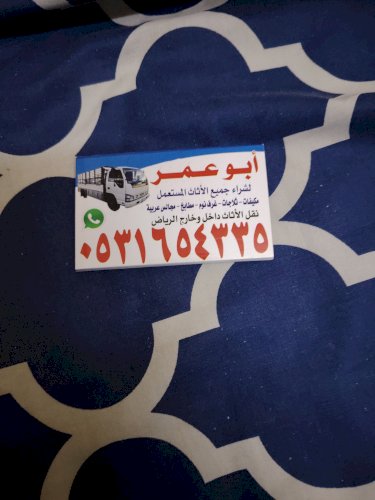 أبو عمر
لشراء جميع الأثاث المستعمل
مكيفات - ثلاجات - غرف نوم - مطابخ - مجالس عربية
نقل الأثاث داخل وخارج الرياض
٠٥٣١٦٥٤٣٣٥